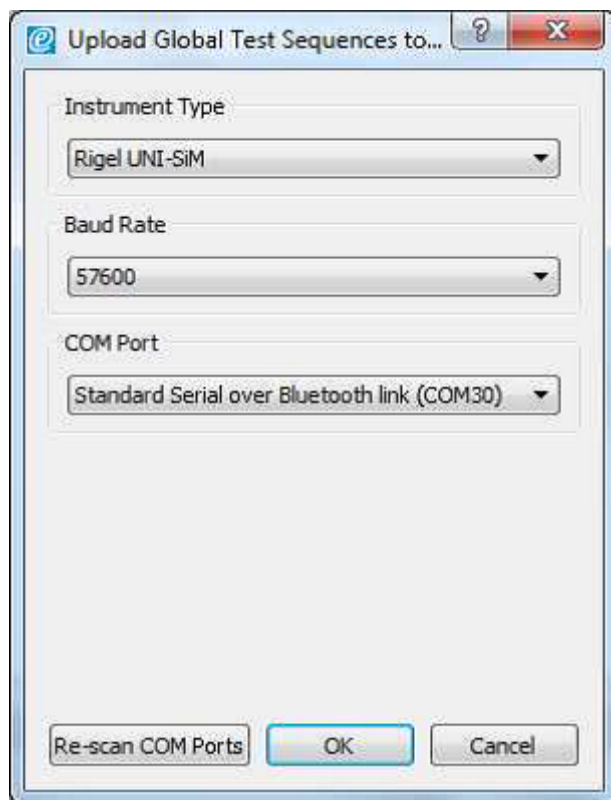 Upload Global Test Sequences to...
Instrument Type
Rigel UNI-SiM
Baud Rate
57600
COM Port
Standard Serial over Bluetooth link (COM30)
Re-scan COM Ports OK Cancel